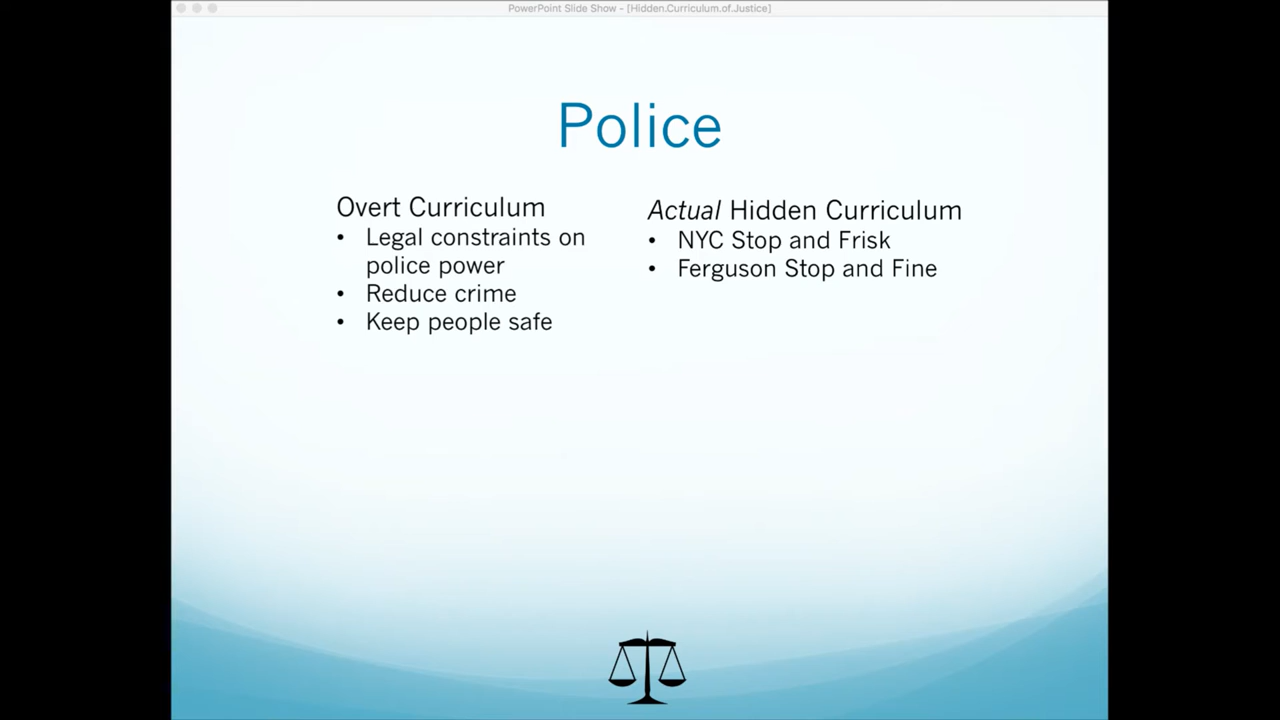 PowerPoint Slide Show - [Hidden.Curriculum.of.Justice]
Police
Overt Curriculum
• Legal constraints on
police power
• Reduce crime
• Keep people safe
Actual Hidden Curriculum
• NYC Stop and Frisk
• Ferguson Stop and Fine